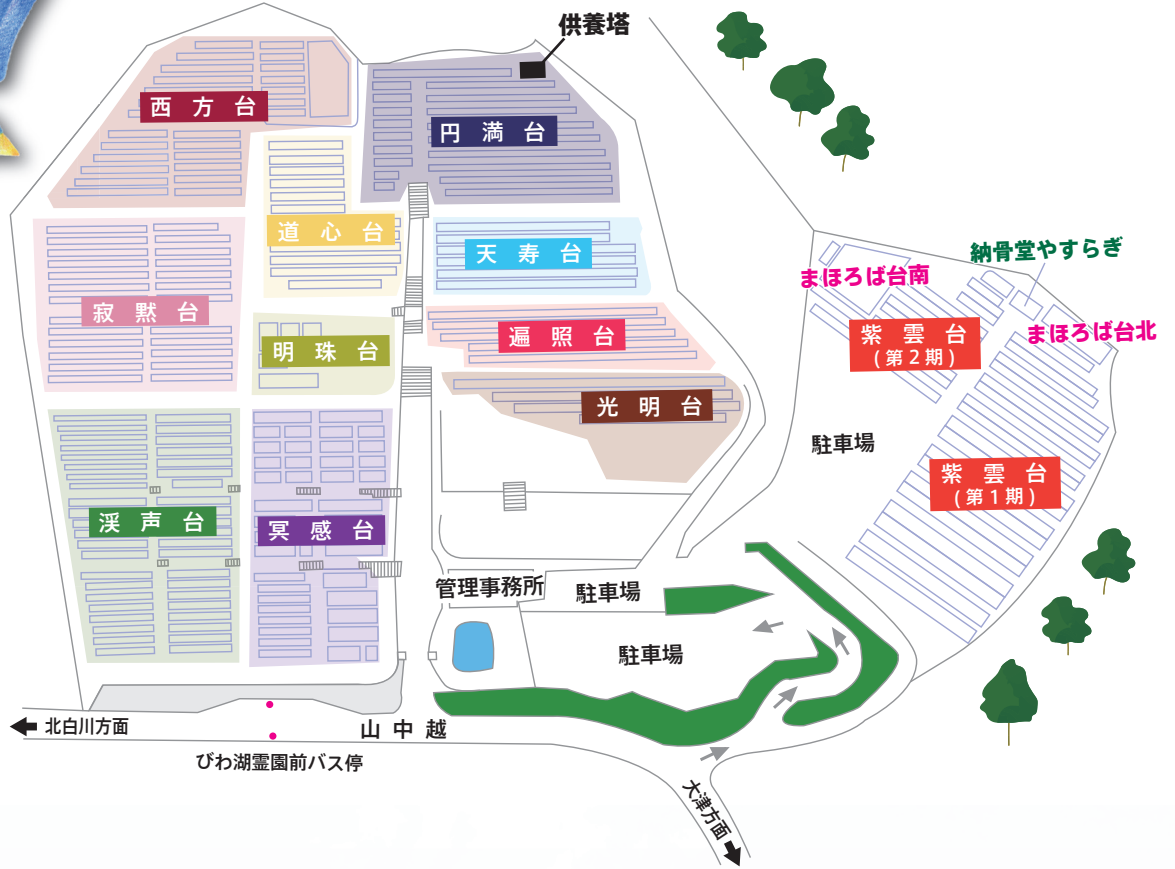 供養塔
西方台
円満台
道心台
天寿台
納骨堂やすらぎ
まほろば台南
寂黙台
紫雲台
(第2期)
まほろば台北
遍照台
明珠台
光明台
駐車場
紫雲台
(第1期)
渓声台
冥感台
管理事務所
駐車場
駐車場
北白川方面
山中越
びわ湖霊園前バス停
大津方面